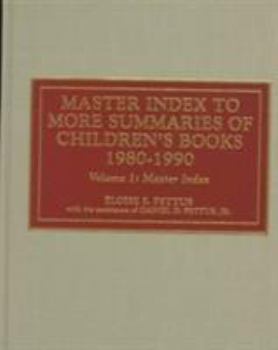 MASTER INDEX TO
MORE SUMMARIES OF
CHILDREN'S BOOKS
1980-1990
Volume 1: Master Index
ELOISE S. PETTUS
with the assistance of DANIEL D. PETTUS, JR.